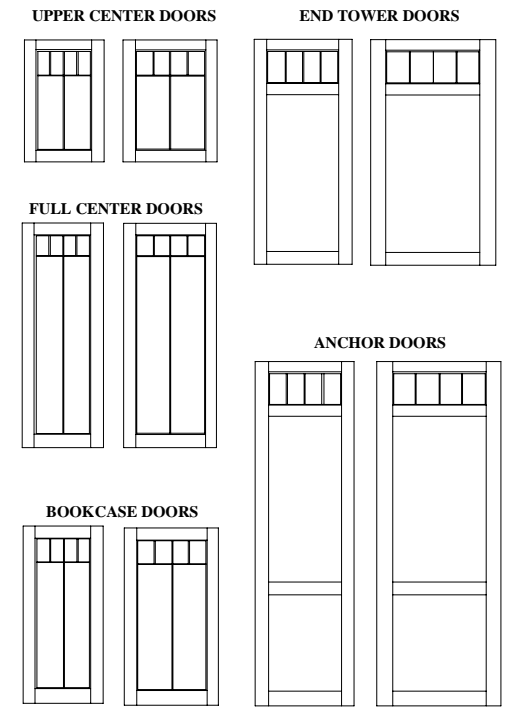 UPPER CENTER DOORS
END TOWER DOORS
FULL CENTER DOORS
ANCHOR DOORS
BOOKCASE DOORS